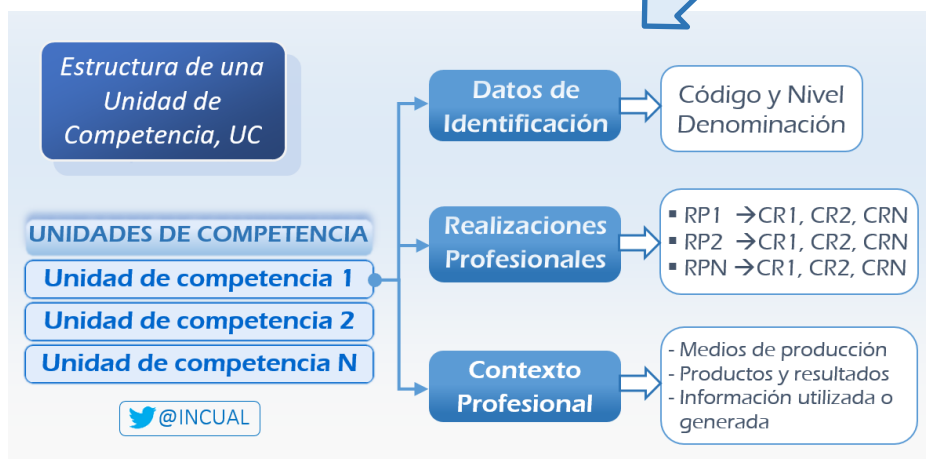 Estructura de una
Unidad de
Competencia, UC
UNIDADES DE COMPETENCIA
Unidad de competencia 1
Unidad de competencia 2
Unidad de competencia N
@INCUAL
Datos de
Identificación
Código y Nivel
Denominación
Realizaciones
Profesionales
▪ RP1 →CR1, CR2, CRN
▪ RP2 →CR1, CR2, CRN
▪ RPN →CR1, CR2, CRN
Contexto
Profesional
- Medios de producción
- Productos y resultados
- Información utilizada o
generada